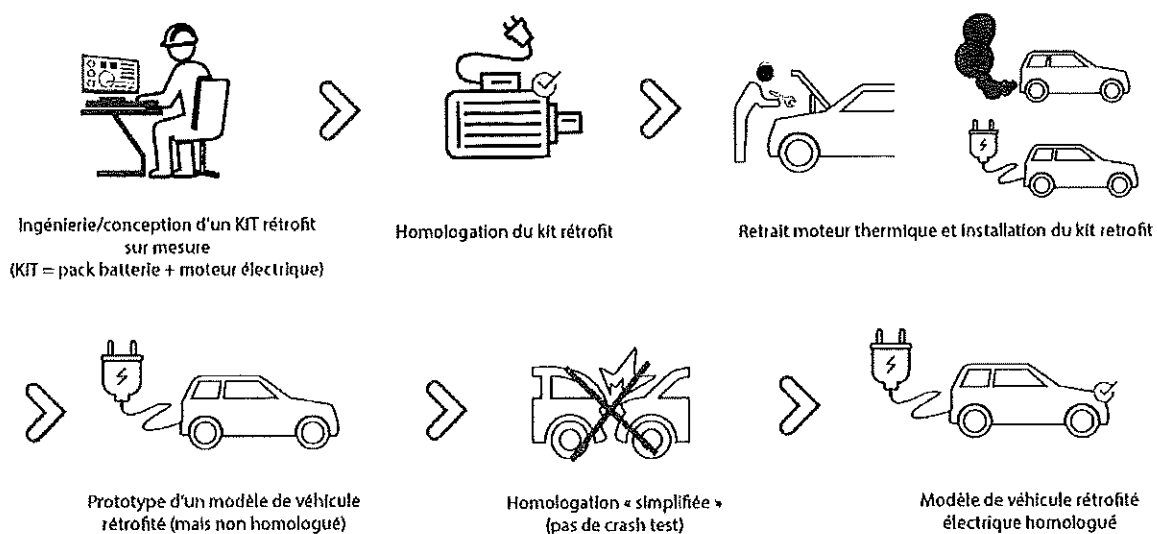 Ingénierie/conception d'un KIT rétrofit
sur mesure
(KIT = pack batterie + moteur électrique)
Homologation du kit rétrofit
Retrait moteur thermique et installation du kit retrofit
Prototype d'un modèle de véhicule
rétrofité (mais non homologué)
Homologation « simplifiée »
(pas de crash test)
Modèle de véhicule rétrofité
électrique homologué